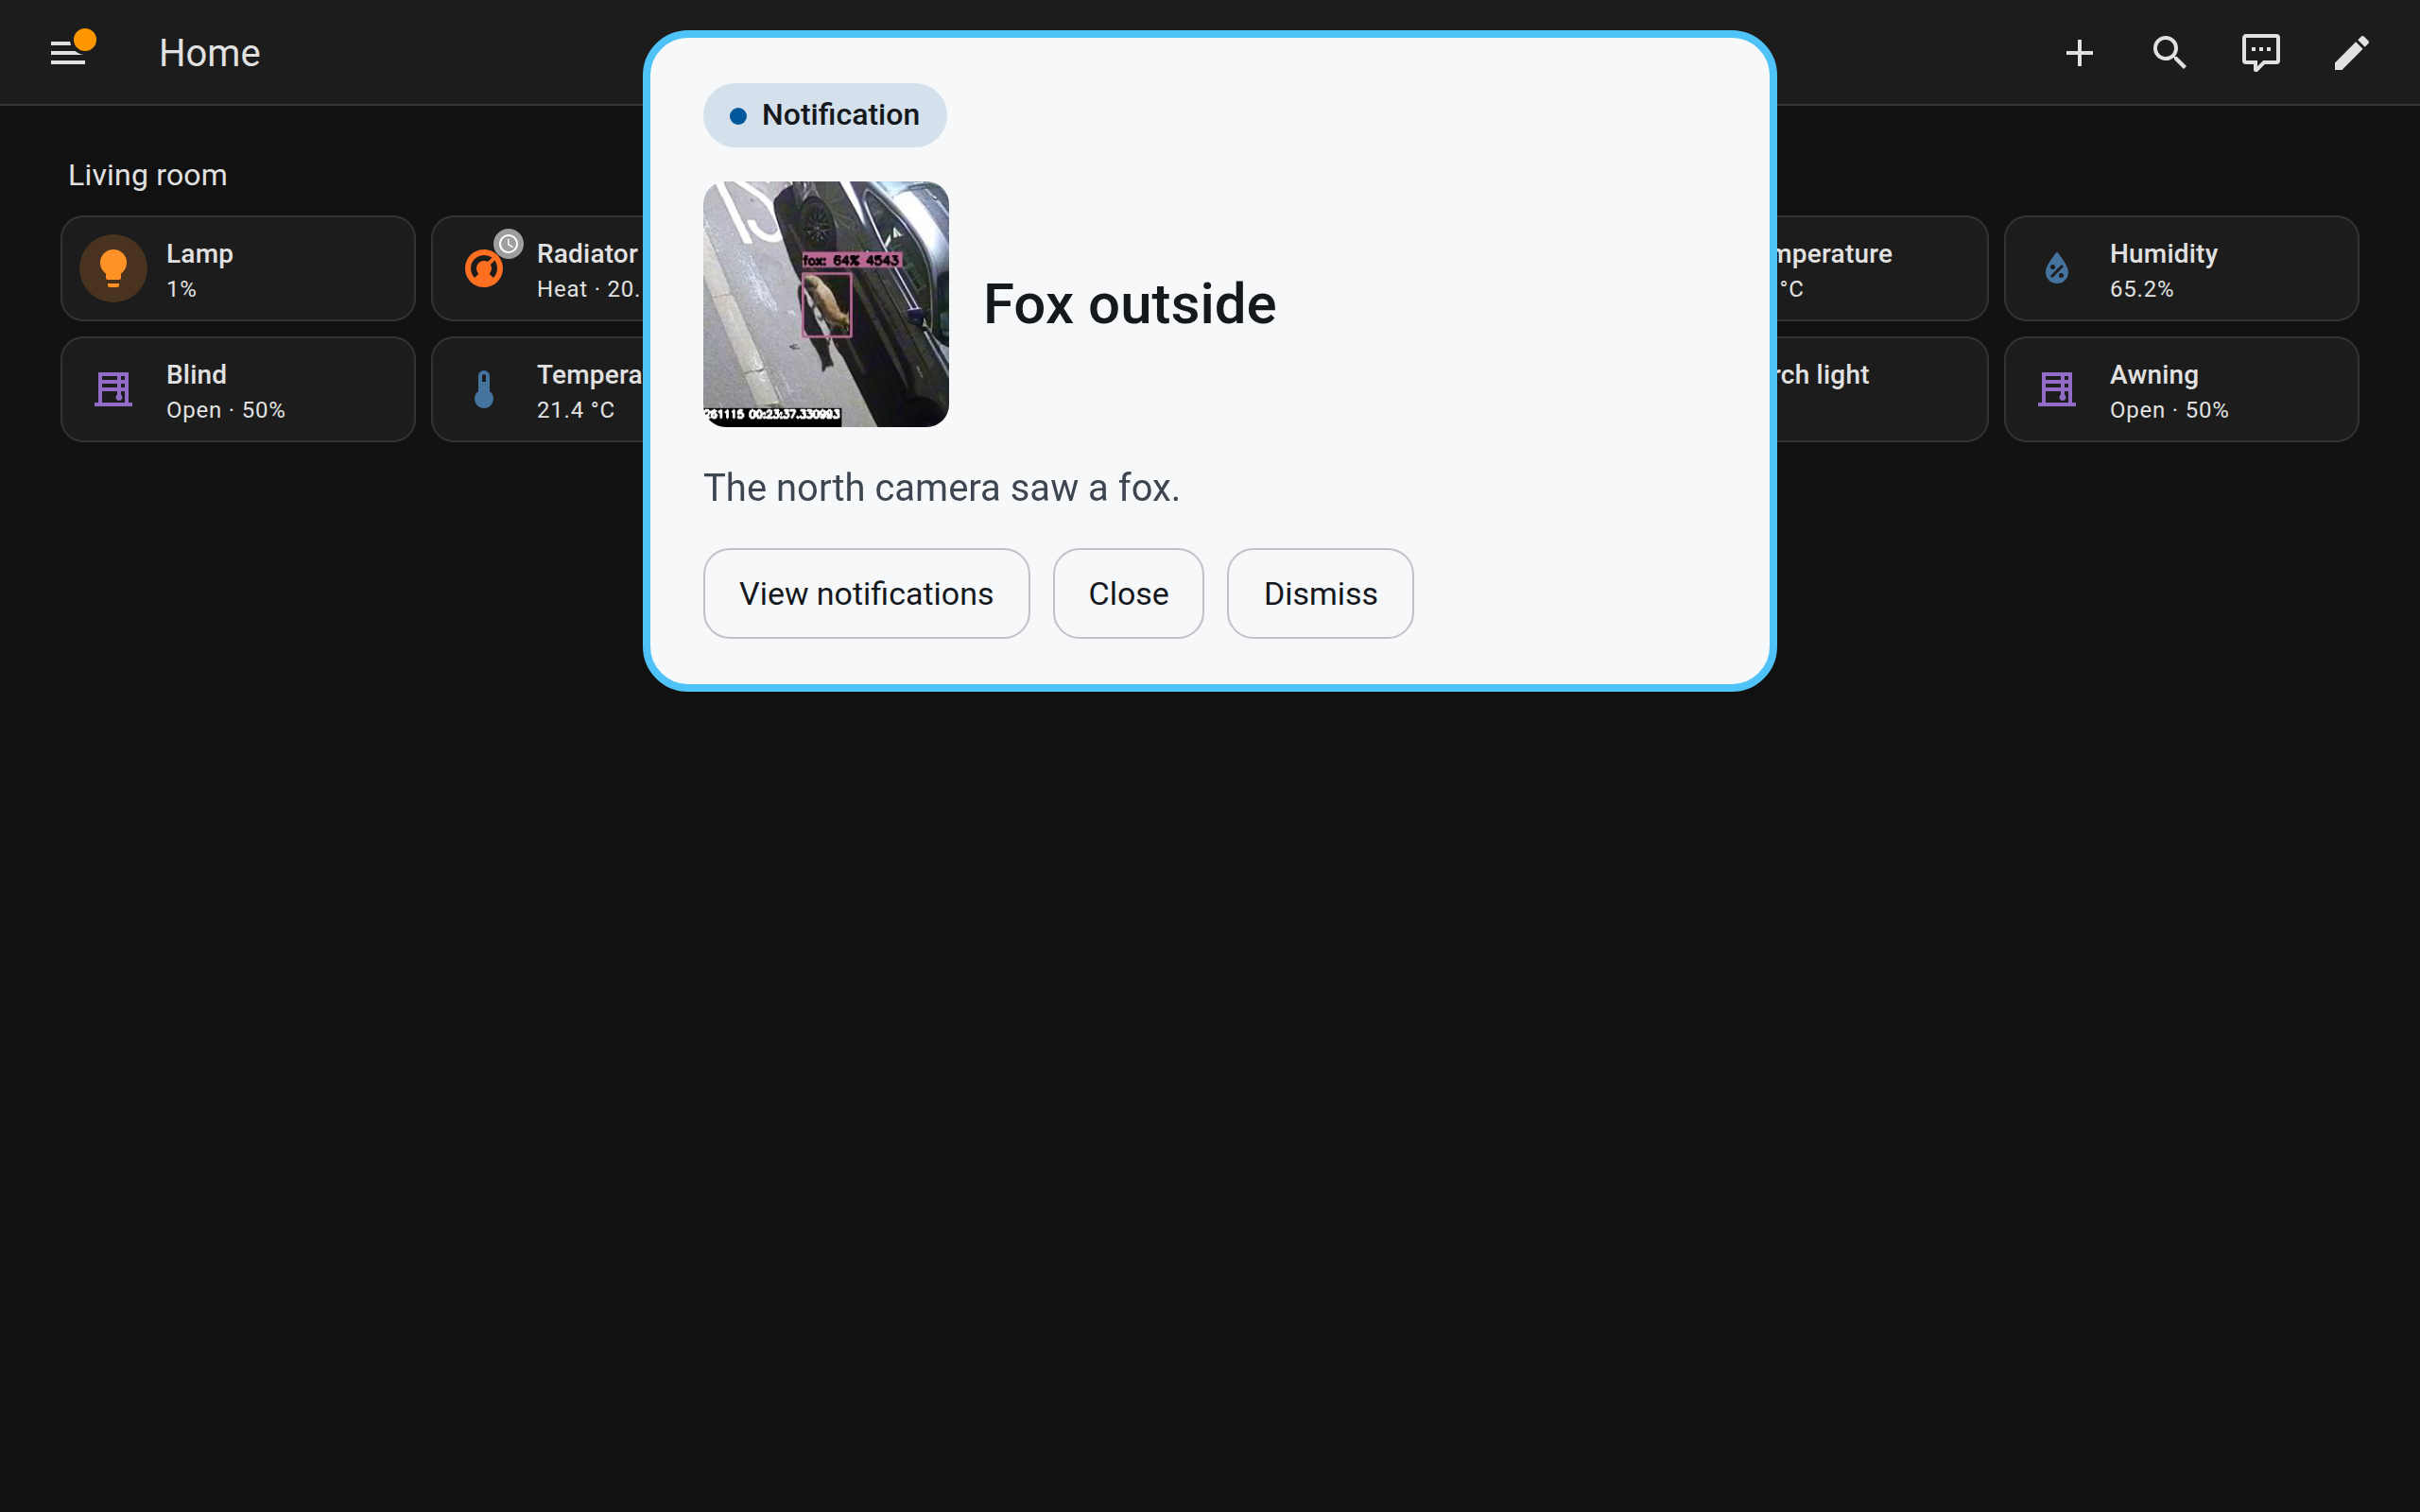 Home
Notification
Living room
Lamp
1%
Radiator
Heat · 20.
Blind
Open · 50%
Tempera
21.4 °C
fox: 64% 4543
Fox outside
The north camera saw a fox.
View notifications
Close
Dismiss
mperature
°C
Humidity
65.2%
rch light
Awning
Open · 50%